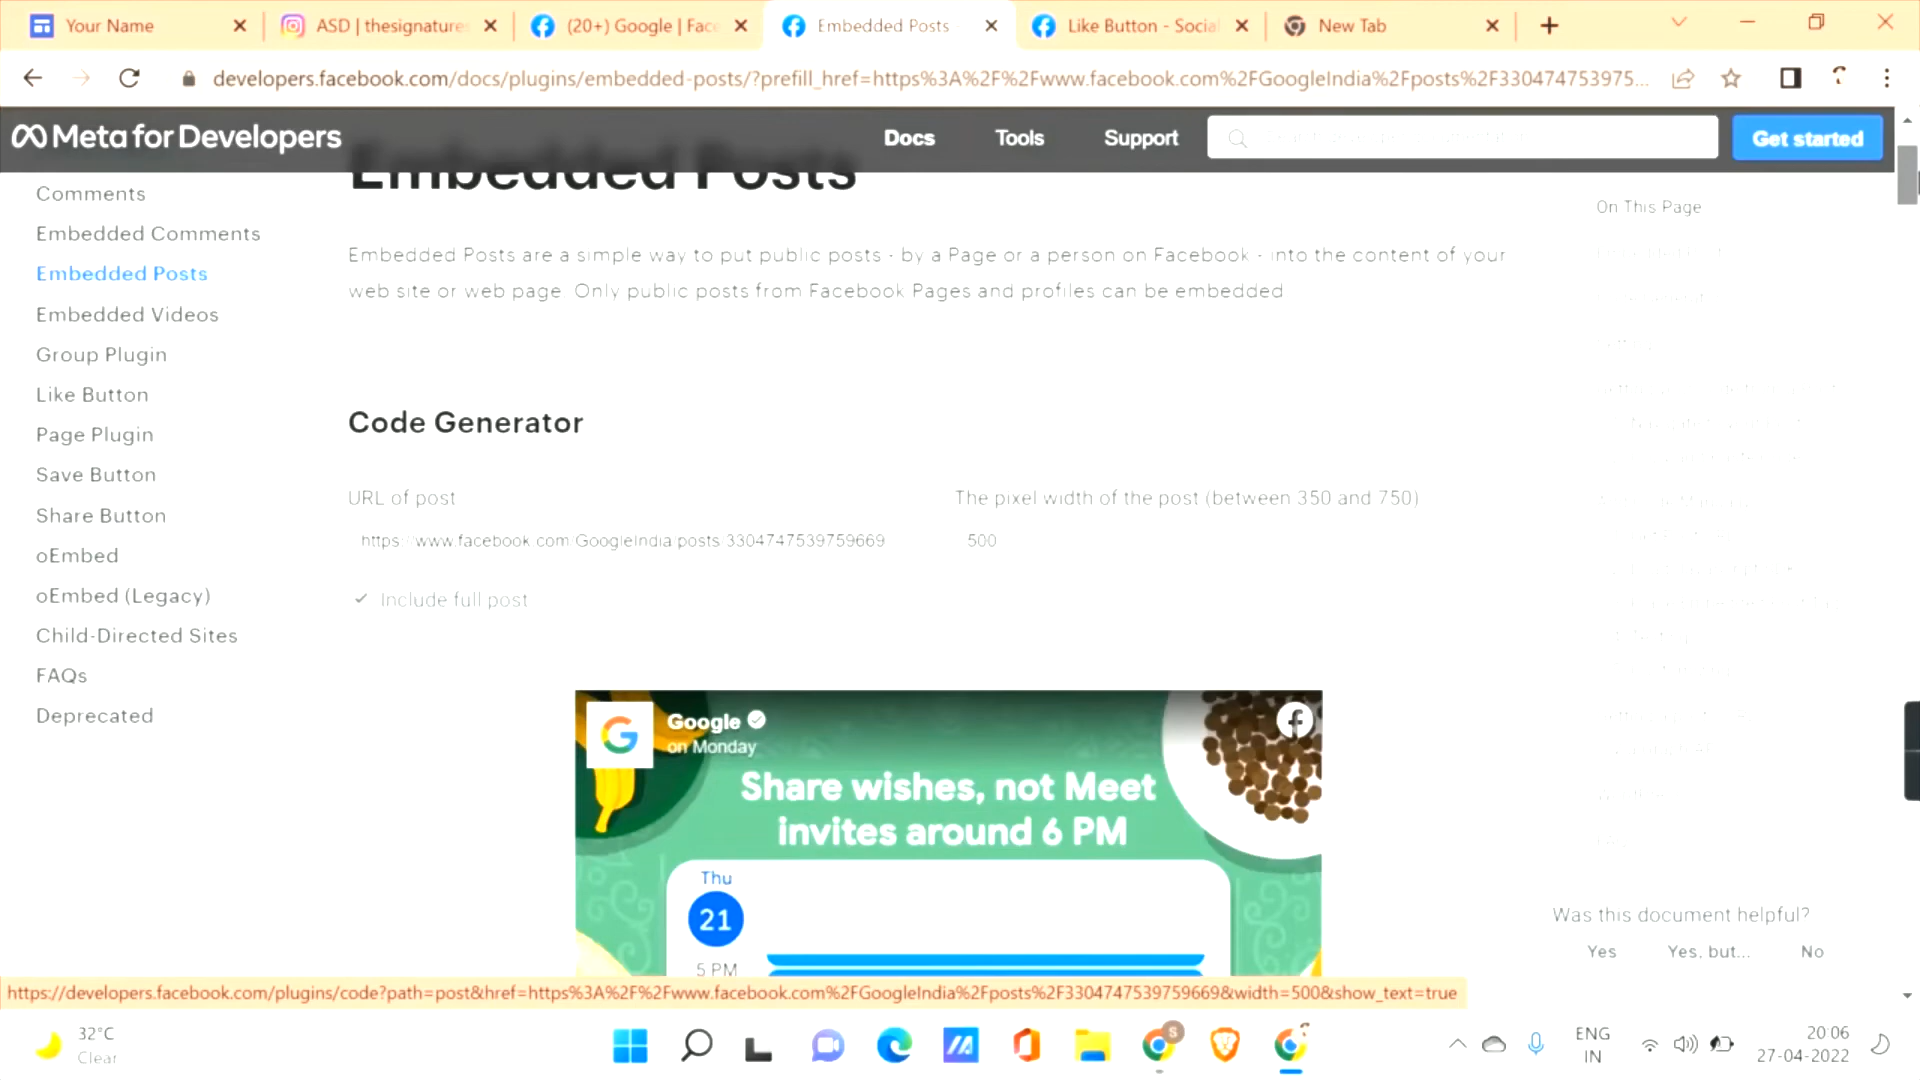 Your Name
ASD | thesignature
(20+) Google | Face
Embedded Posts
Like Button - Social
New Tab
developers.facebook.com/docs/plugins/embedded-posts/?prefill_href=https%3A%2F%2Fwww.facebook.com%2FGoogleIndia%2Fposts%2F330474753975...
Meta for Developers
Docs
Tools
Support
Get started
Embedded Posts
Comments
Embedded Comments
Embedded Posts
Embedded Videos
Group Plugin
Like Button
Page Plugin
Save Button
Share Button
oEmbed
oEmbed (Legacy)
Child-Directed Sites
FAQs
Deprecated
Embedded Posts are a simple way to put public posts - by a Page or a person on Facebook - into the content of your
web site or web page. Only public posts from Facebook Pages and profiles can be embedded
Code Generator
URL of post
The pixel width of the post (between 350 and 750)
https://www.facebook.com/GoogleIndia/posts/3304747539759669
500
Include full post
Google
on Monday
Share wishes, not Meet
invites around 6 PM
Thu
21
5 PM
On This Page
Was this document helpful?
Yes
Yes, but...
No
https://developers.facebook.com/plugins/code?path=post&href=https%3A%2F%2Fwww.facebook.com%2FGoogleIndia%2Fposts%2F3304747539759669&width=500&show_text=true
32°C
Clear
S
ENG
IN
20:06
27-04-2022